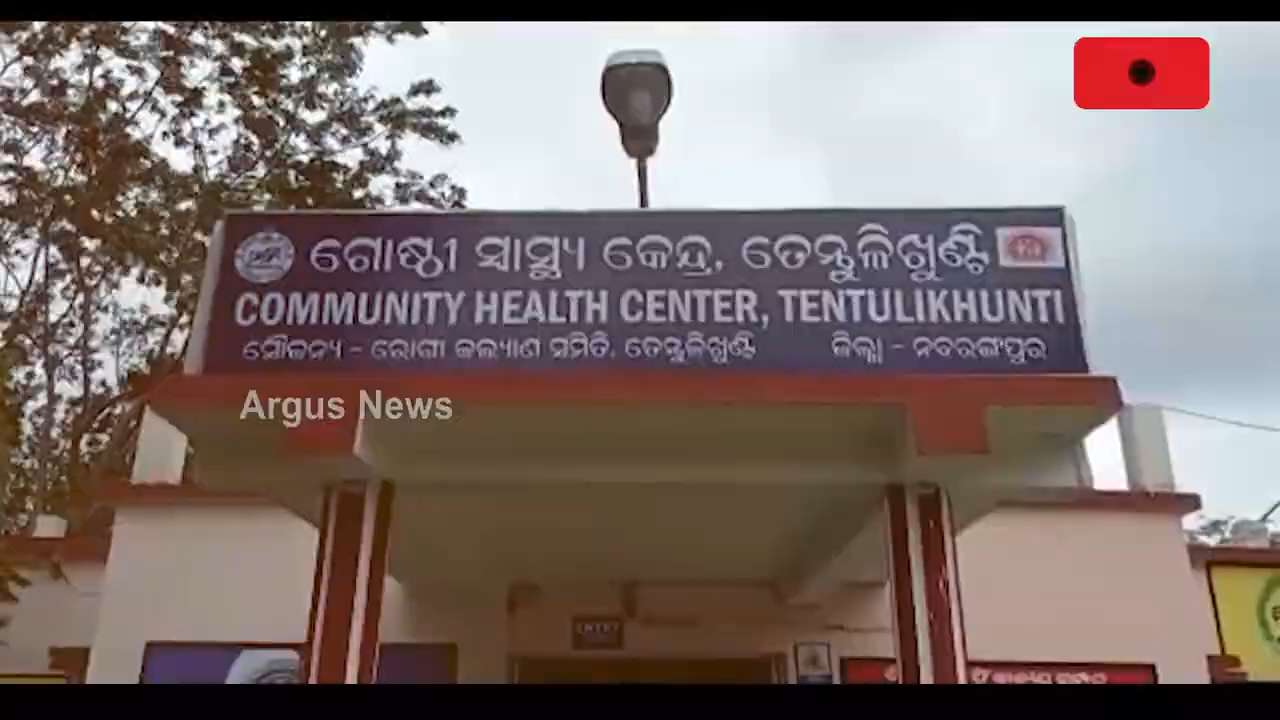 ଗୋଷ୍ଠୀ ସ୍ୱାସ୍ଥ୍ୟ କେନ୍ଦ୍ର, ତେନ୍ତୁଳିଖୁଣ୍ଟି
COMMUNITY HEALTH CENTER, TENTULIKHUNTI
ସୌଜନ୍ୟ - ରୋଗୀ କଲ୍ୟାଣ ସମିତି, ତେନ୍ତୁଳିଖୁଣ୍ଟି ଜିଲ୍ଲା - ନବରଙ୍ଗପୁର
Argus News
ENTRY